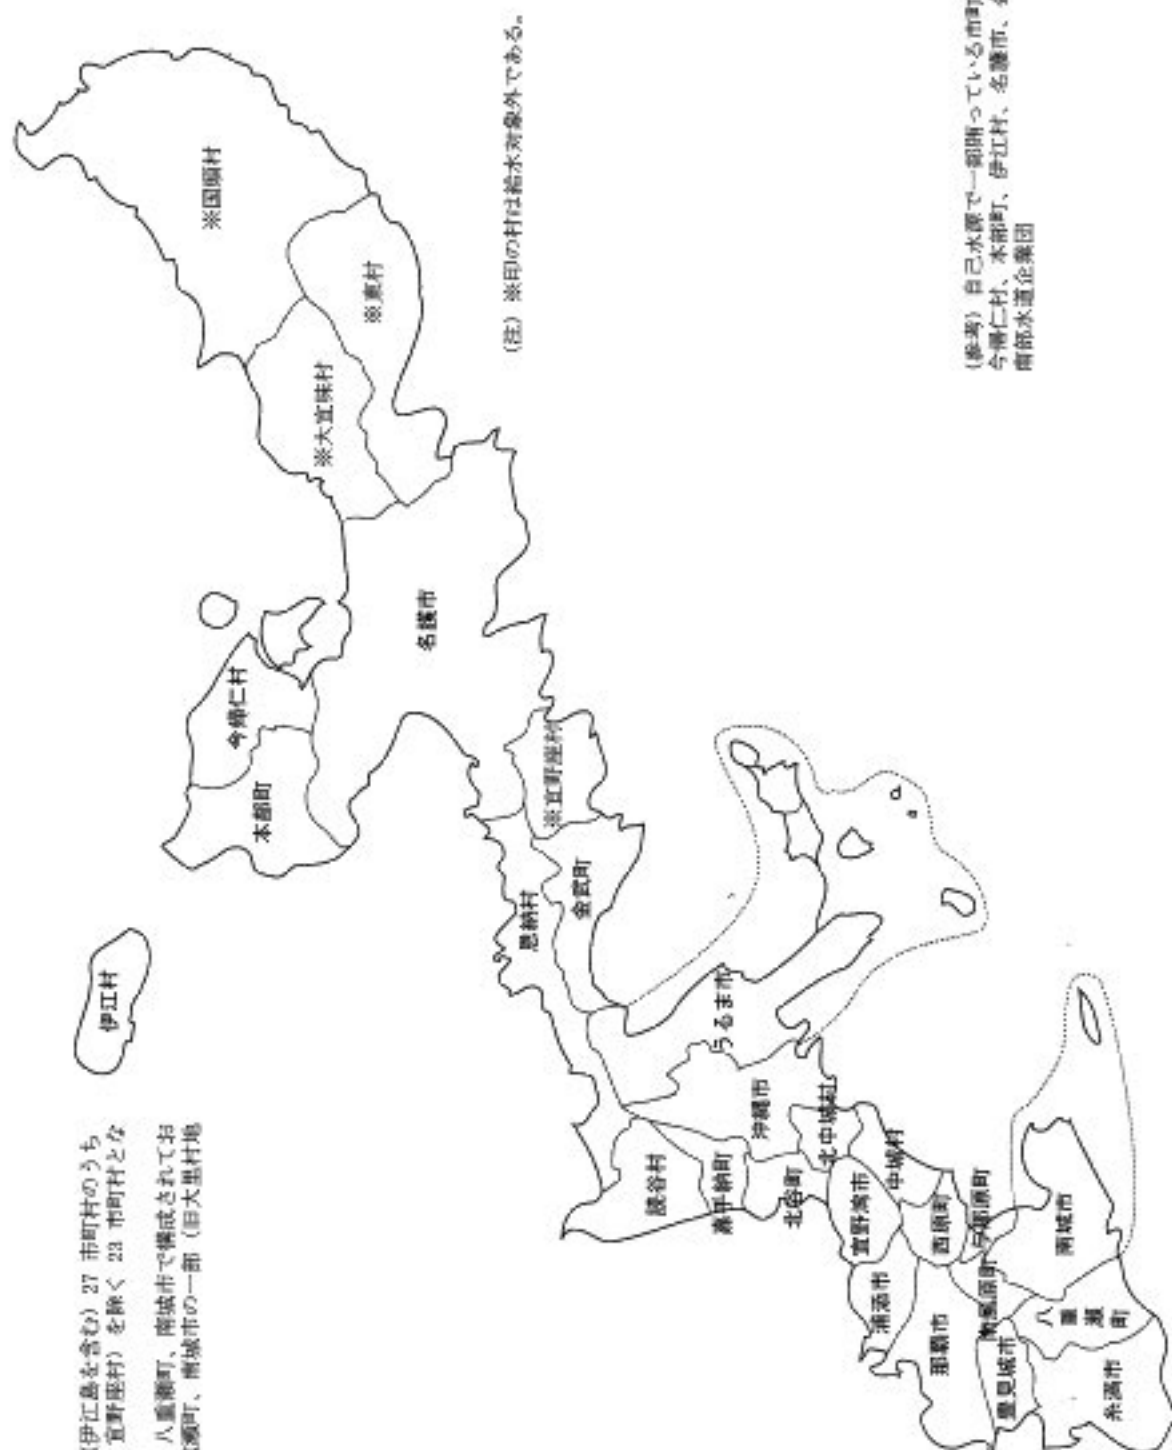 (伊江島を含む) 27 市町村のうち
宜野座村) を除く 23 市町村とな
八重瀬町、南城市で構成されてお
瀬町、南城市の一部 (旧大里村地
伊江村
本部町
今帰仁村
※国頭村
※大宜味村
※東村
名護市
※宜野座村
恩納村
金武町
うるま市
読谷村
嘉手納町
沖縄市
北谷町
北中城村
宜野湾市
中城村
浦添市
西原町
那覇市
与那原町
南風原町
豊見城市
南城市
八重瀬町
糸満市
(注) ※印の村は給水対象外である。
(参考) 自己水源で一部賄っている市町
今帰仁村、本部町、伊江村、名護市、
南部水道企業団